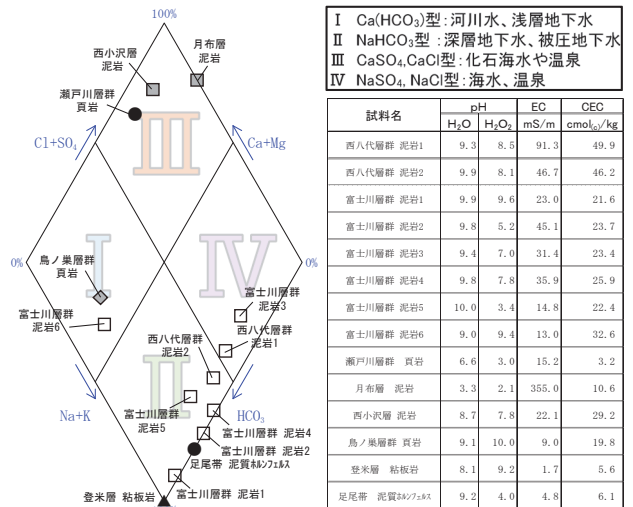 100%
西小沢層
泥岩
月布層
泥岩
瀬戸川層群
頁岩
Ⅲ
Cl+SO₄
Ca+Mg
0%
0%
Ⅰ
Ⅳ
鳥ノ巣層群
頁岩
富士川層群
泥岩6
富士川層群
泥岩3
西八代層群
泥岩1
西八代層群
泥岩2
Ⅱ
富士川層群
泥岩5
Na+K
HCO₃
富士川層群 泥岩4
富士川層群 泥岩2
足尾帯 泥質ホルンフェルス
登米層 粘板岩
富士川層群 泥岩1
Ⅰ Ca(HCO₃)型:河川水、浅層地下水
Ⅱ NaHCO₃型:深層地下水、被圧地下水
Ⅲ CaSO₄,CaCl型:化石海水や温泉
Ⅳ NaSO₄,NaCl型:海水、温泉
試料名 pH EC CEC
H₂O H₂O₂ mS/m cmol₍c₎/kg
西八代層群 泥岩1 9.3 8.5 91.3 49.9
西八代層群 泥岩2 9.9 8.1 46.7 46.2
富士川層群 泥岩1 9.9 9.6 23.0 21.6
富士川層群 泥岩2 9.8 5.2 45.1 23.7
富士川層群 泥岩3 9.4 7.0 31.4 23.4
富士川層群 泥岩4 9.8 7.8 35.9 25.9
富士川層群 泥岩5 10.0 3.4 14.8 22.4
富士川層群 泥岩6 9.0 9.4 13.0 32.6
瀬戸川層群 頁岩 6.6 3.0 15.2 3.2
月布層 泥岩 3.3 2.1 355.0 10.6
西小沢層 泥岩 8.7 7.8 22.1 29.2
鳥ノ巣層群 頁岩 9.1 10.0 9.0 19.8
登米層 粘板岩 8.1 9.2 1.7 5.6
足尾帯 泥質ホルンフェルス 9.2 4.0 4.8 6.1